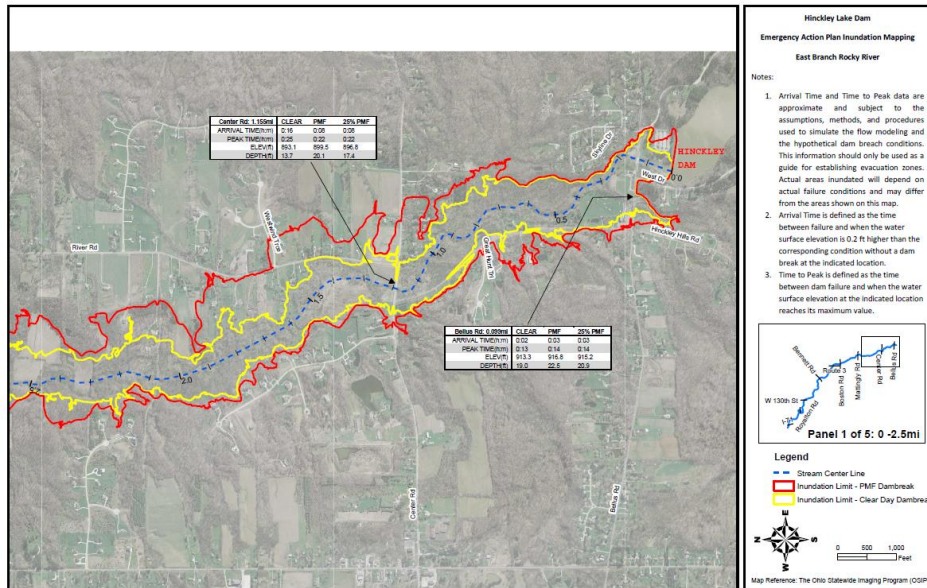 Hinckley Lake Dam
Emergency Action Plan Inundation Mapping
East Branch Rocky River
Notes:
1. Arrival Time and Time to Peak data are
approximate and subject to the
assumptions, methods, and procedures
used to simulate the flow modeling and
the hypothetical dam breach conditions.
This information should only be used as a
guide for establishing evacuation zones.
Actual areas inundated will depend on
actual failure conditions and may differ
from the areas shown on this map.
2. Arrival Time is defined as the time
between failure and when the water
surface elevation is 0.2 ft higher than the
corresponding condition without a dam
break at the indicated location.
3. Time to Peak is defined as the time
between dam failure and when the water
surface elevation at the indicated location
reaches its maximum value.
Center Rd: 1.155mi CLEAR PMF 25% PMF
ARRIVAL TIME(h:m) 0:16 0:08 0:08
PEAK TIME(h:m) 0:25 0:22 0:22
ELEV(ft) 893.1 899.5 896.8
DEPTH(ft) 13.7 20.1 17.4
Skyline Dr
HINCKLEY
DAM
0.0
West Dr
0.5
Hinckley Hills Rd
Westwind Trail
River Rd
1.0
Great Hunt Trl
1.5
Bellus Rd: 0.099mi CLEAR PMF 25% PMF
ARRIVAL TIME(h:m) 0:02 0:03 0:03
PEAK TIME(h:m) 0:13 0:14 0:14
ELEV(ft) 913.3 916.8 915.2
DEPTH(ft) 19.0 22.5 20.9
2.0
Center Rd
Bellus Rd
Bennett Rd
Route 3
W 130th St
I-71
Royalton Rd
Boston Rd
Mattingly Rd
Center Rd
Bellus Rd
Panel 1 of 5: 0 -2.5mi
Legend
Stream Center Line
Inundation Limit - PMF Dambreak
Inundation Limit - Clear Day Dambrea
N E S W
0 500 1,000
Feet
Map Reference: The Ohio Statewide Imaging Program (OSIP